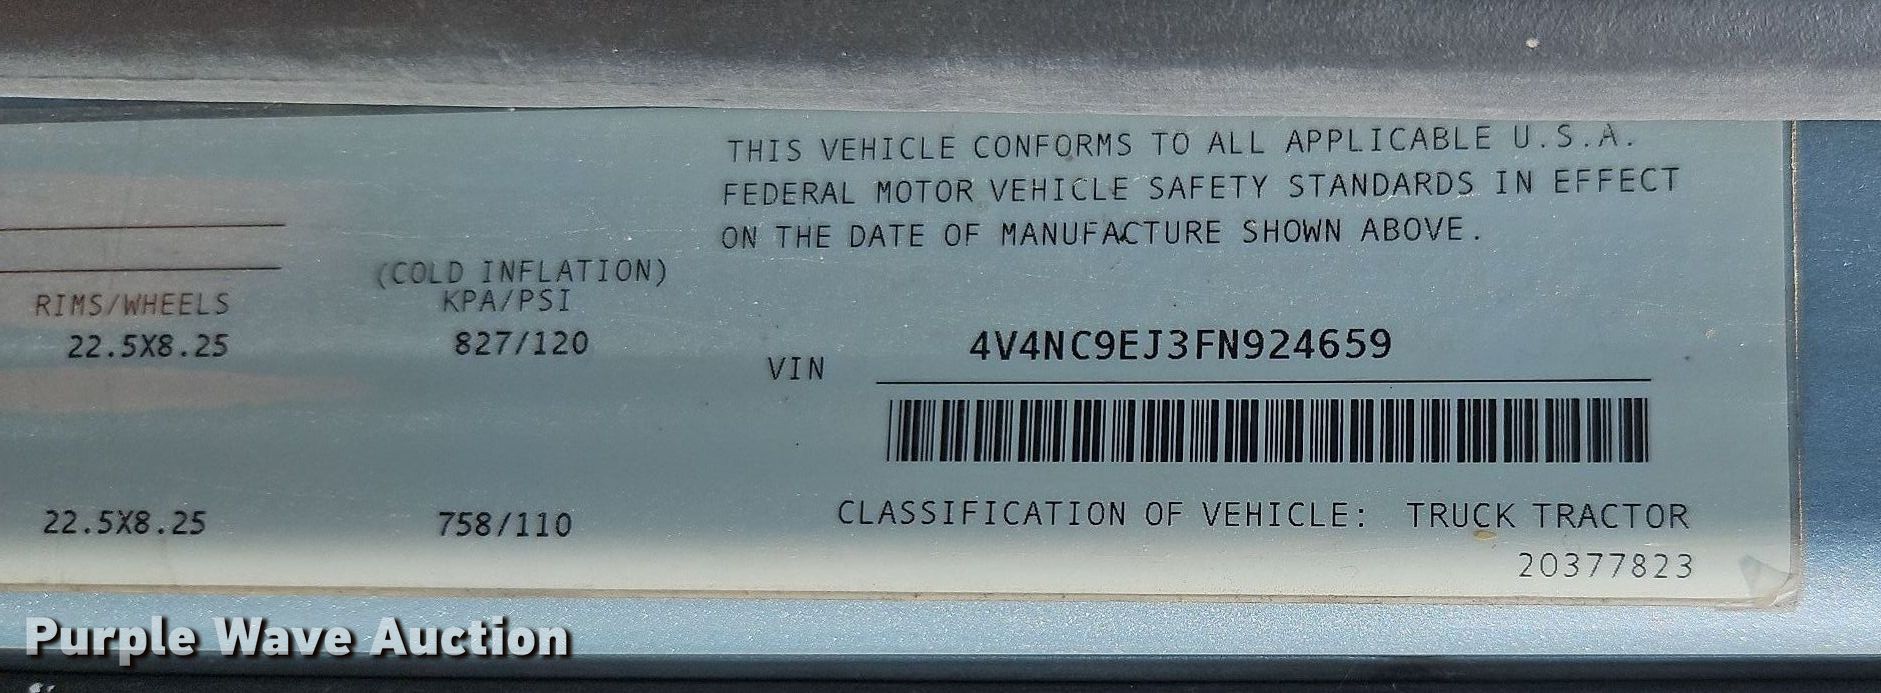 THIS VEHICLE CONFORMS TO ALL APPLICABLE U.S.A.
FEDERAL MOTOR VEHICLE SAFETY STANDARDS IN EFFECT
ON THE DATE OF MANUFACTURE SHOWN ABOVE.
(COLD INFLATION)
RIMS/WHEELS KPA/PSI
22.5X8.25 827/120
VIN 4V4NC9EJ3FN924659
22.5X8.25 758/110
CLASSIFICATION OF VEHICLE: TRUCK TRACTOR
20377823
Purple Wave Auction